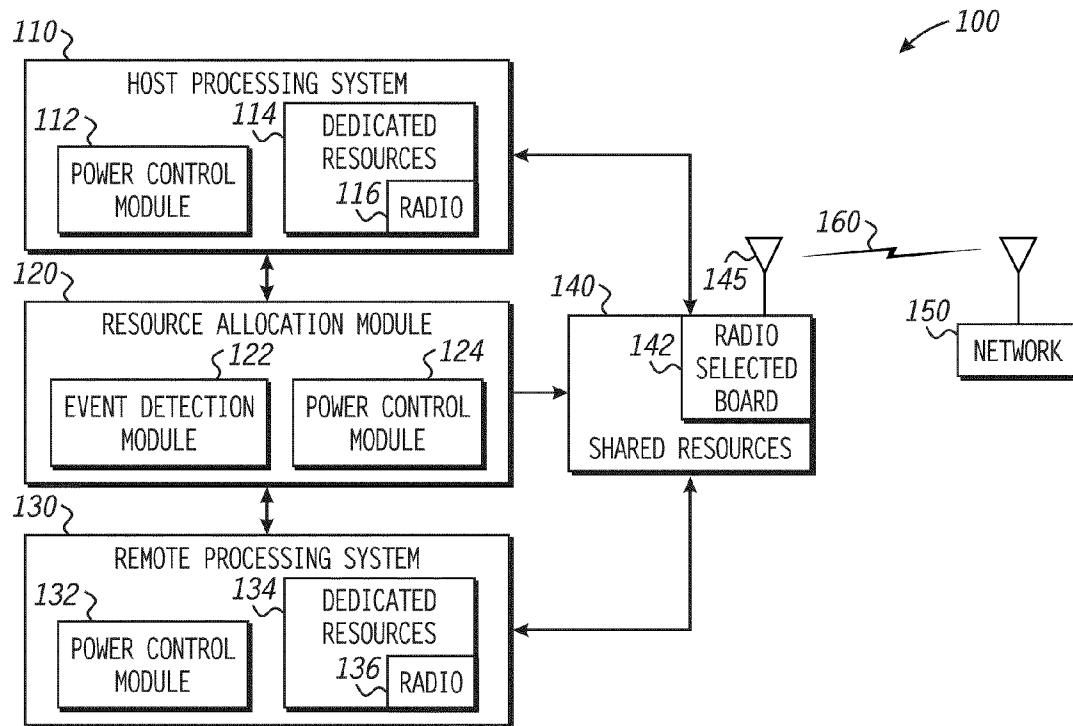 100
110
HOST PROCESSING SYSTEM
112
POWER CONTROL
MODULE
114
DEDICATED
RESOURCES
116
RADIO
120
RESOURCE ALLOCATION MODULE
122
EVENT DETECTION
MODULE
124
POWER CONTROL
MODULE
130
REMOTE PROCESSING SYSTEM
132
POWER CONTROL
MODULE
134
DEDICATED
RESOURCES
136
RADIO
140
142
RADIO
SELECTED
BOARD
SHARED RESOURCES
145
160
150
NETWORK